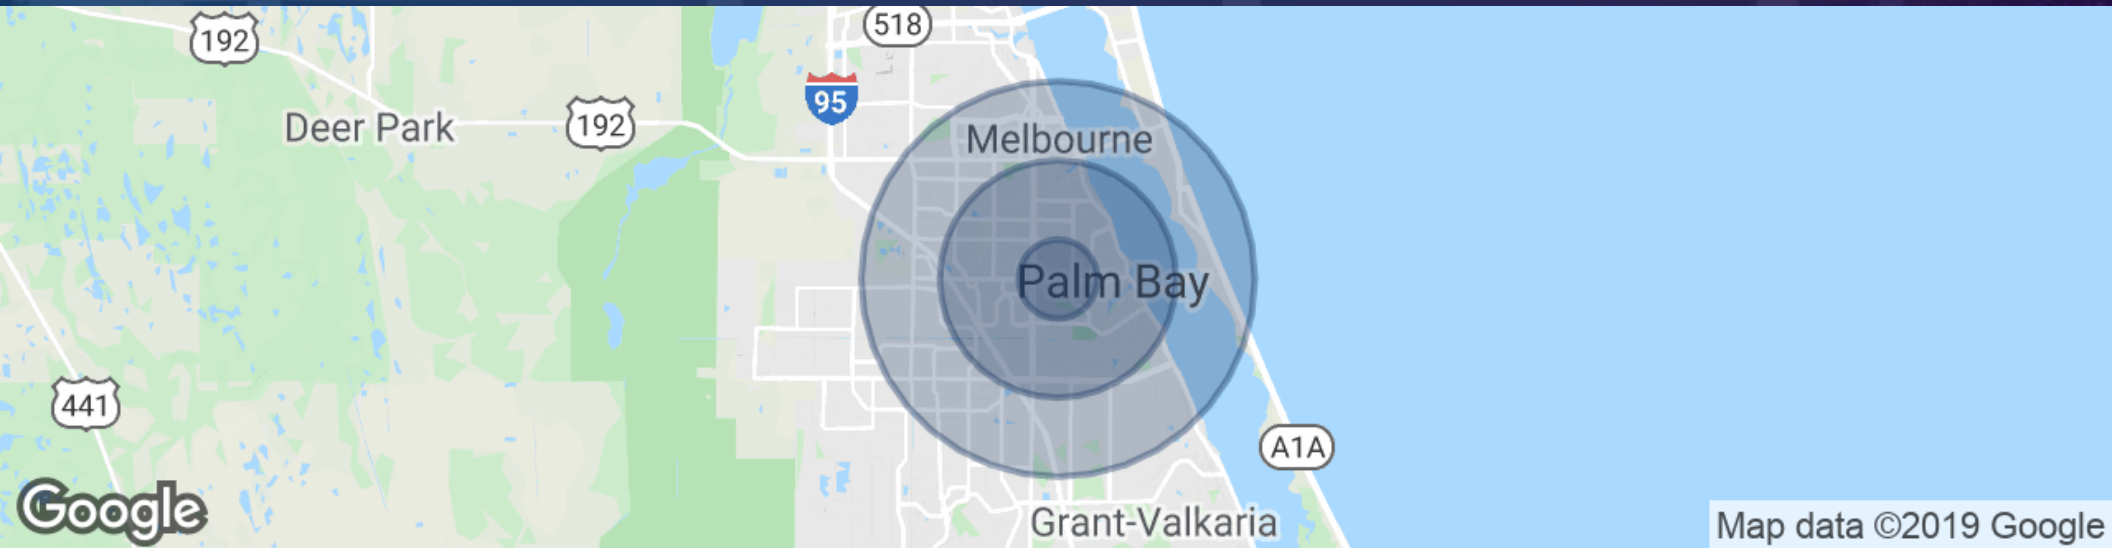 192
518
95
Deer Park
192
Melbourne
Palm Bay
441
A1A
Google
Grant-Valkaria
Map data ©2019 Google